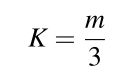 K = m/3